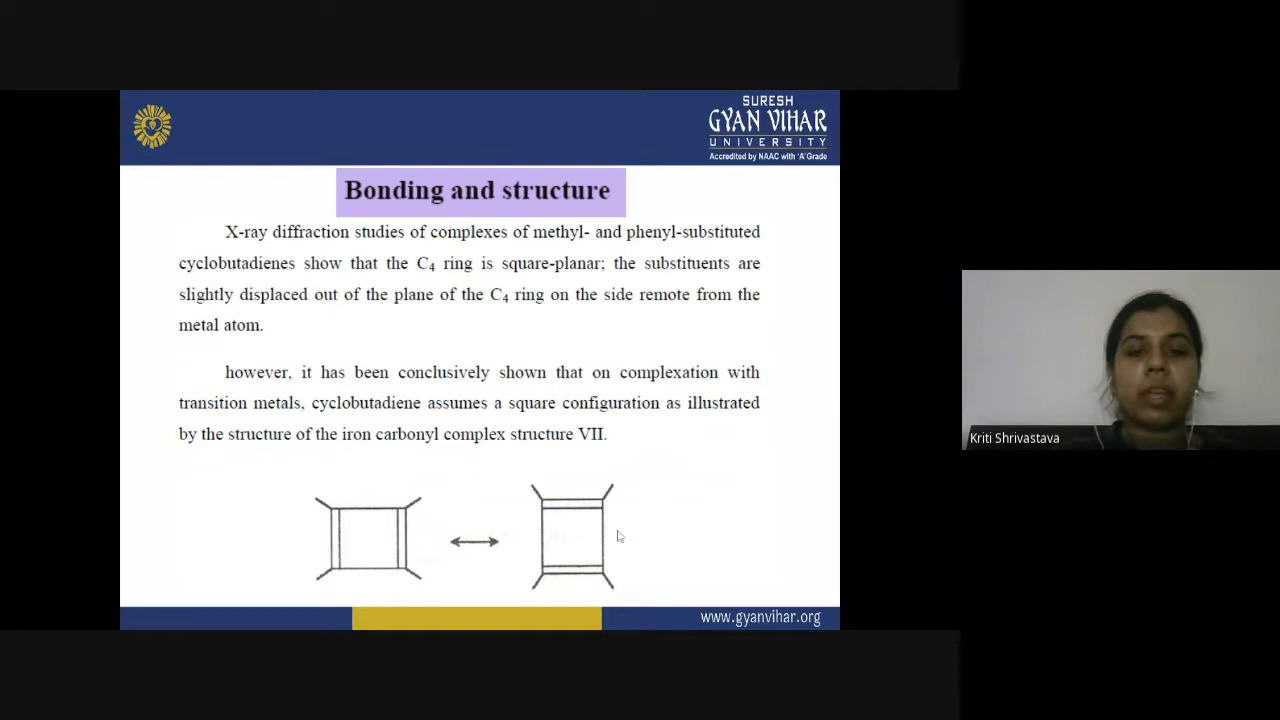 SURESH
GYAN VIHAR
UNIVERSITY
Accredited by NAAC with 'A' Grade
Bonding and structure
X-ray diffraction studies of complexes of methyl- and phenyl-substituted
cyclobutadienes show that the C₄ ring is square-planar; the substituents are
slightly displaced out of the plane of the C₄ ring on the side remote from the
metal atom.
however, it has been conclusively shown that on complexation with
transition metals, cyclobutadiene assumes a square configuration as illustrated
by the structure of the iron carbonyl complex structure VII.
Kriti Shrivastava
www.gyanvihar.org